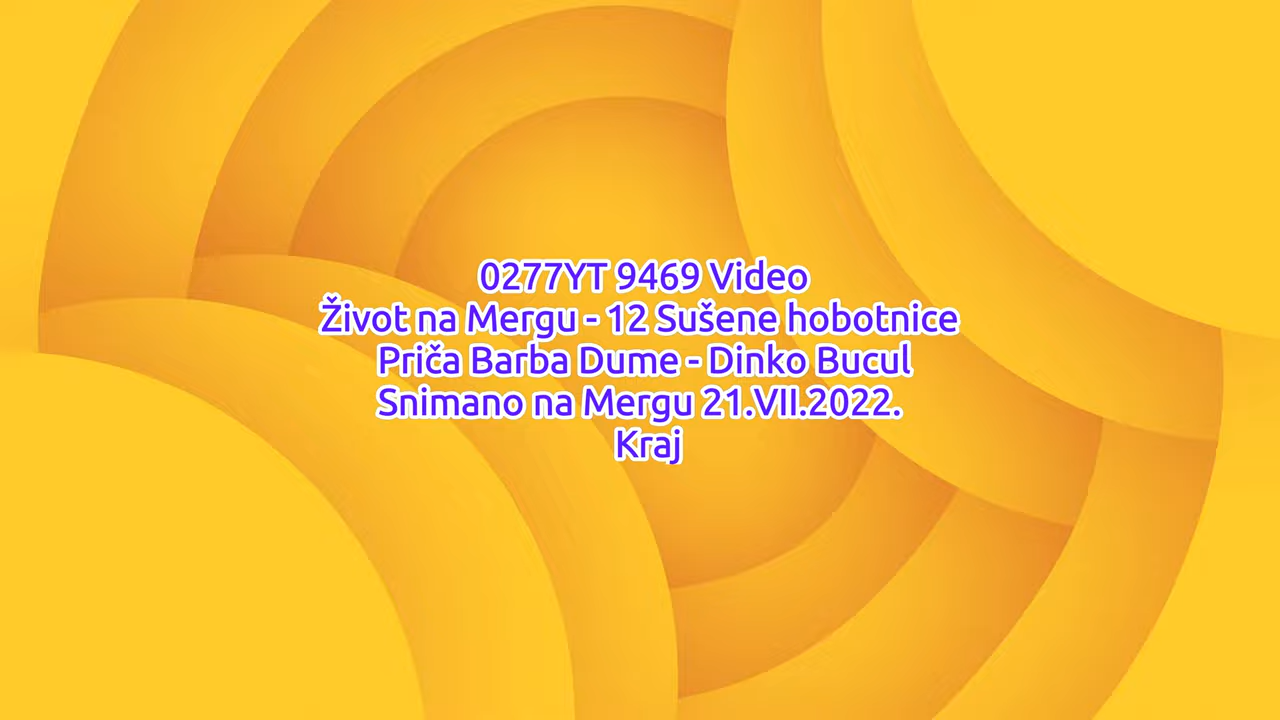 0277YT 9469 Video
Život na Mergu - 12 Sušene hobotnice
Priča Barba Dume - Dinko Bucul
Snimano na Mergu 21.VII.2022.
Kraj